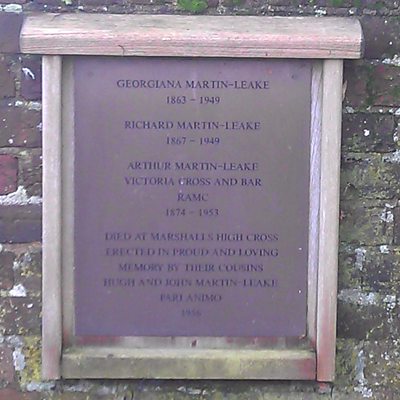 GEORGIANA MARTIN-LEAKE
1863 - 1949
RICHARD MARTIN-LEAKE
1867 - 1949
ARTHUR MARTIN-LEAKE
VICTORIA CROSS AND BAR
RAMC
1874 - 1953
DIED AT MARSHALLS HIGH CROSS
ERECTED IN PROUD AND LOVING
MEMORY BY THEIR COUSINS
HUGH AND JOHN MARTIN-LEAKE
PARI ANIMO